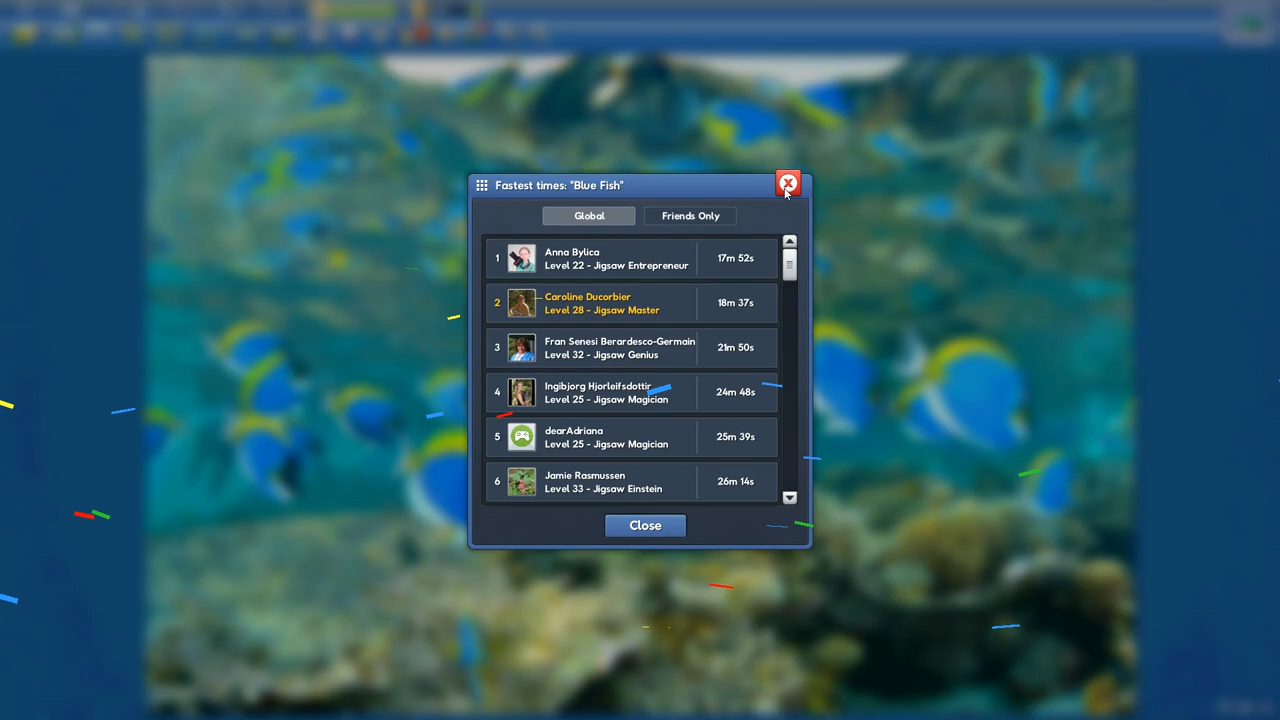 Fastest times: "Blue Fish"
Global
Friends Only
1
Anna Bylica
Level 22 - Jigsaw Entrepreneur
17m 52s
2
Caroline Ducorbier
Level 28 - Jigsaw Master
18m 37s
3
Fran Senesi Berardesco-Germain
Level 32 - Jigsaw Genius
21m 50s
4
Ingibjorg Hjorleifsdottir
Level 25 - Jigsaw Magician
24m 48s
5
dearAdriana
Level 25 - Jigsaw Magician
25m 39s
6
Jamie Rasmussen
Level 33 - Jigsaw Einstein
26m 14s
Close